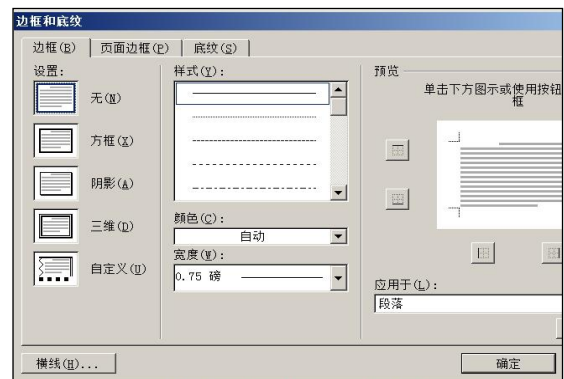 边框和底纹
边框(B) 页面边框(P) 底纹(S)
设置:
无(N)
方框(X)
阴影(A)
三维(D)
自定义(U)
样式(Y):
颜色(C):
自动
宽度(W):
0.75 磅
预览
单击下方图示或使用按钮
框
应用于(L):
段落
横线(H)...
确定